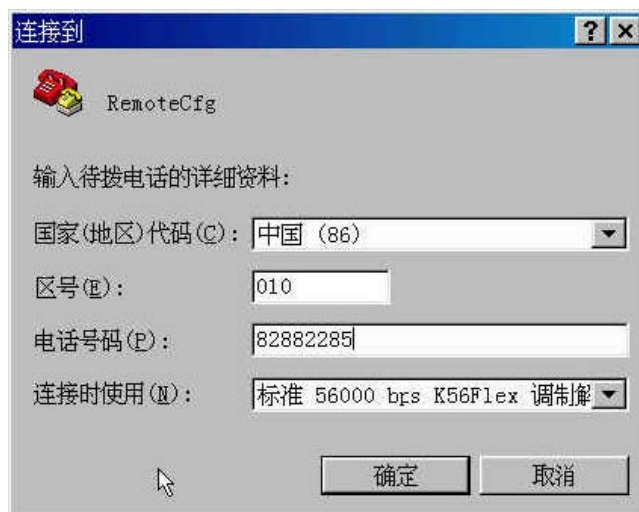 连接到
RemoteCfg
输入待拨电话的详细资料:
国家(地区)代码(C): 中国 (86)
区号(E): 010
电话号码(P): 82882285
连接时使用(N): 标准 56000 bps K56Flex 调制解
确定 取消